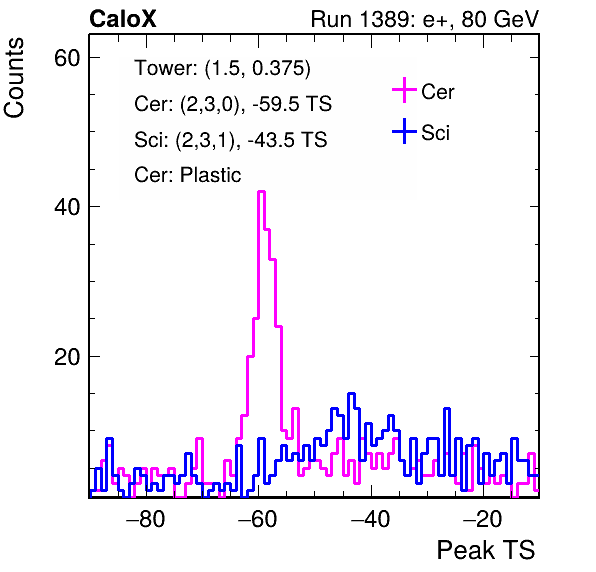 CaloX Run 1389: e+, 80 GeV
Counts
60
40
20
Tower: (1.5, 0.375)
Cer: (2,3,0), -59.5 TS
Sci: (2,3,1), -43.5 TS
Cer: Plastic
Cer
Sci
−80 −60 −40 −20
Peak TS